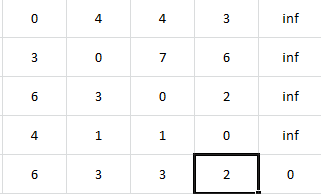 0 4 4 3 inf
3 0 7 6 inf
6 3 0 2 inf
4 1 1 0 inf
6 3 3 2 0